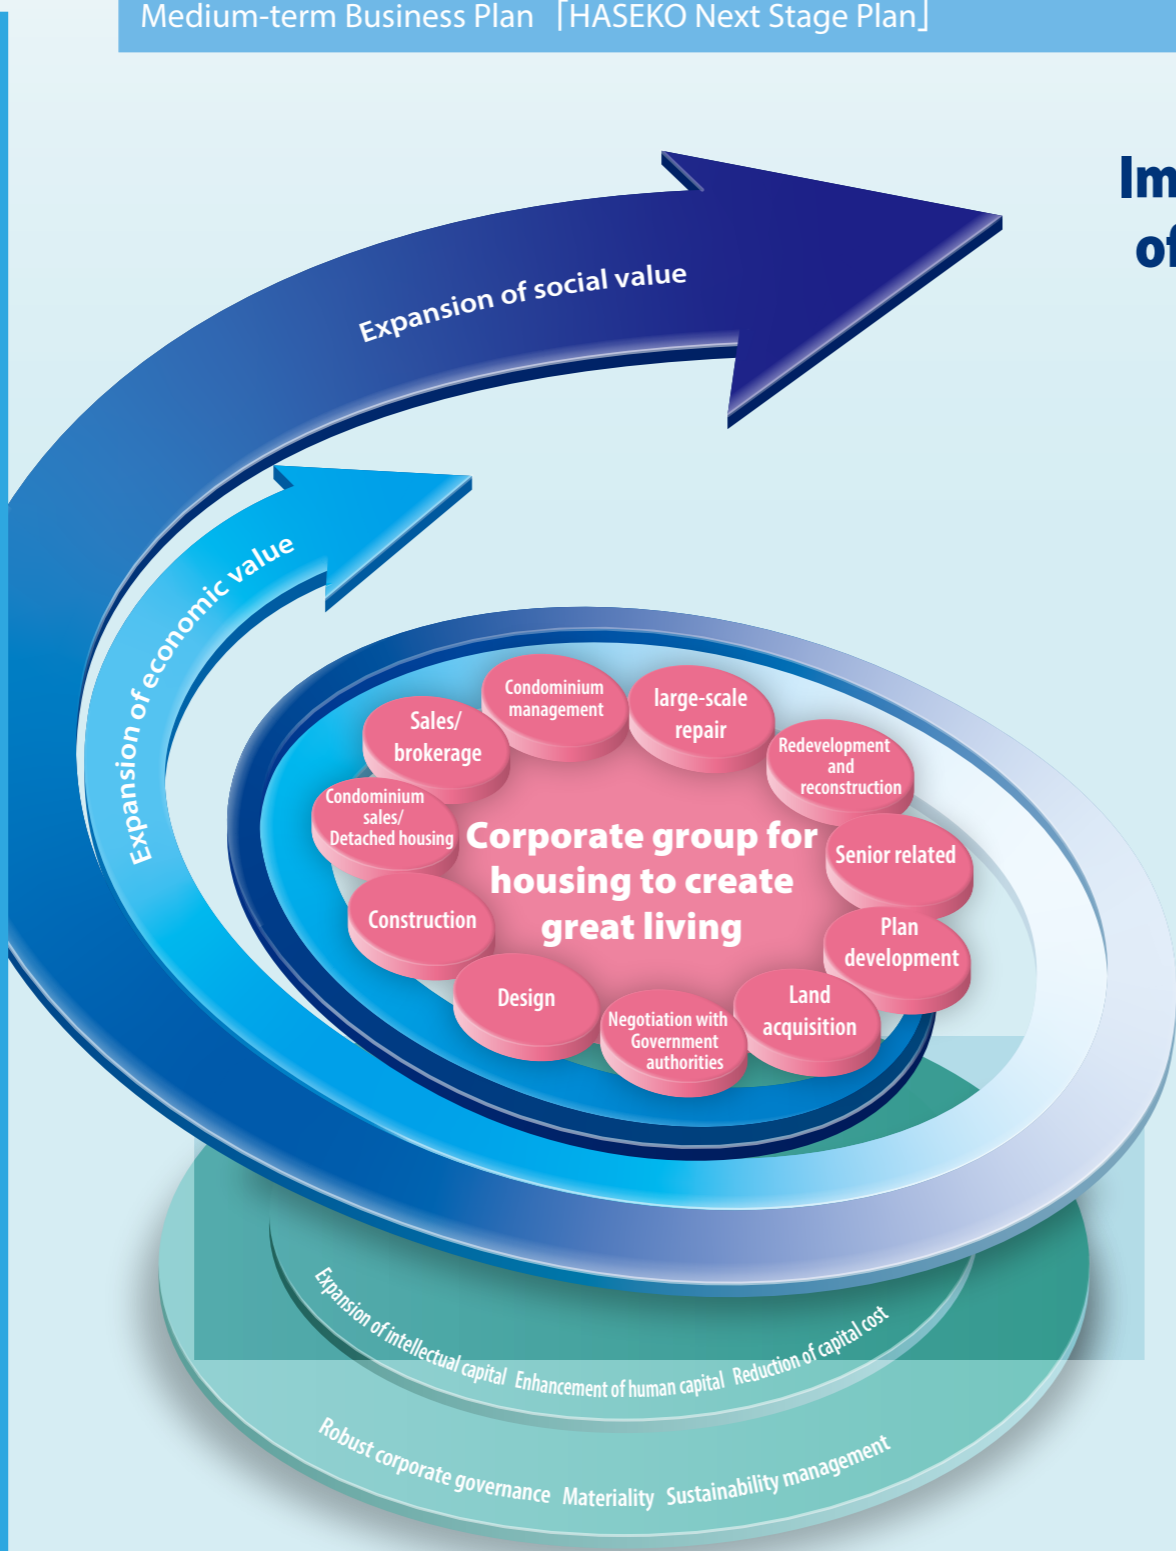 Medium-term Business Plan「HASEKO Next Stage Plan」
Im
of
Expansion of social value
Expansion of economic value
Condominium
management
large-scale
repair
Sales/
brokerage
Redevelopment
and
reconstruction
Condominium
sales/
Detached housing
Corporate group for
housing to create
great living
Senior related
Construction
Plan
development
Design
Land
acquisition
Negotiation with
Government
authorities
Expansion of intellectual capital Enhancement of human capital Reduction of capital cost
Robust corporate governance Materiality Sustainability management